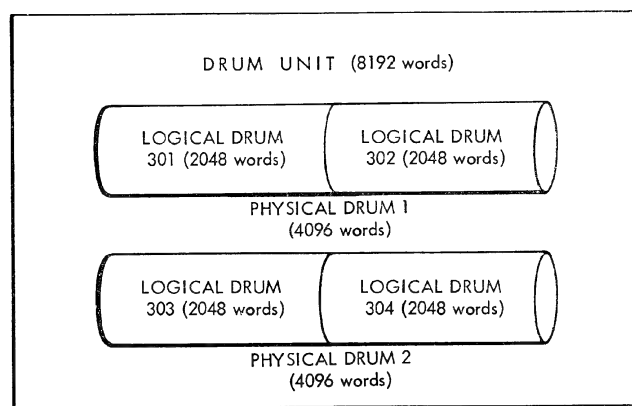 DRUM UNIT (8192 words)
LOGICAL DRUM
301 (2048 words)
LOGICAL DRUM
302 (2048 words)
PHYSICAL DRUM 1
(4096 words)
LOGICAL DRUM
303 (2048 words)
LOGICAL DRUM
304 (2048 words)
PHYSICAL DRUM 2
(4096 words)